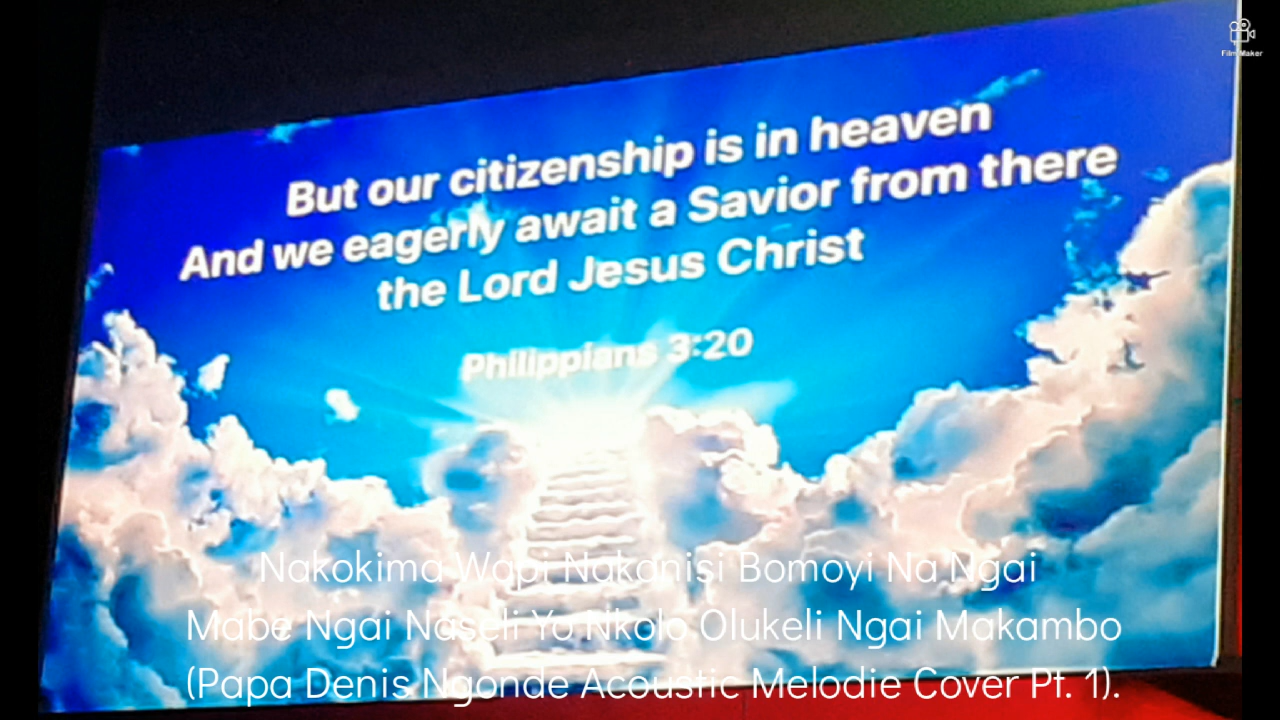 Film Maker
But our citizenship is in heaven
And we eagerly await a Savior from there
the Lord Jesus Christ
Philippians 3:20
Nakokima Wapi Nakanisi Bomoyi Na Ngai
Mabe Ngai Naseli Yo Nkolo Olukeli Ngai Makambo
(Papa Denis Ngonde Acoustic Melodie Cover Pt. 1).